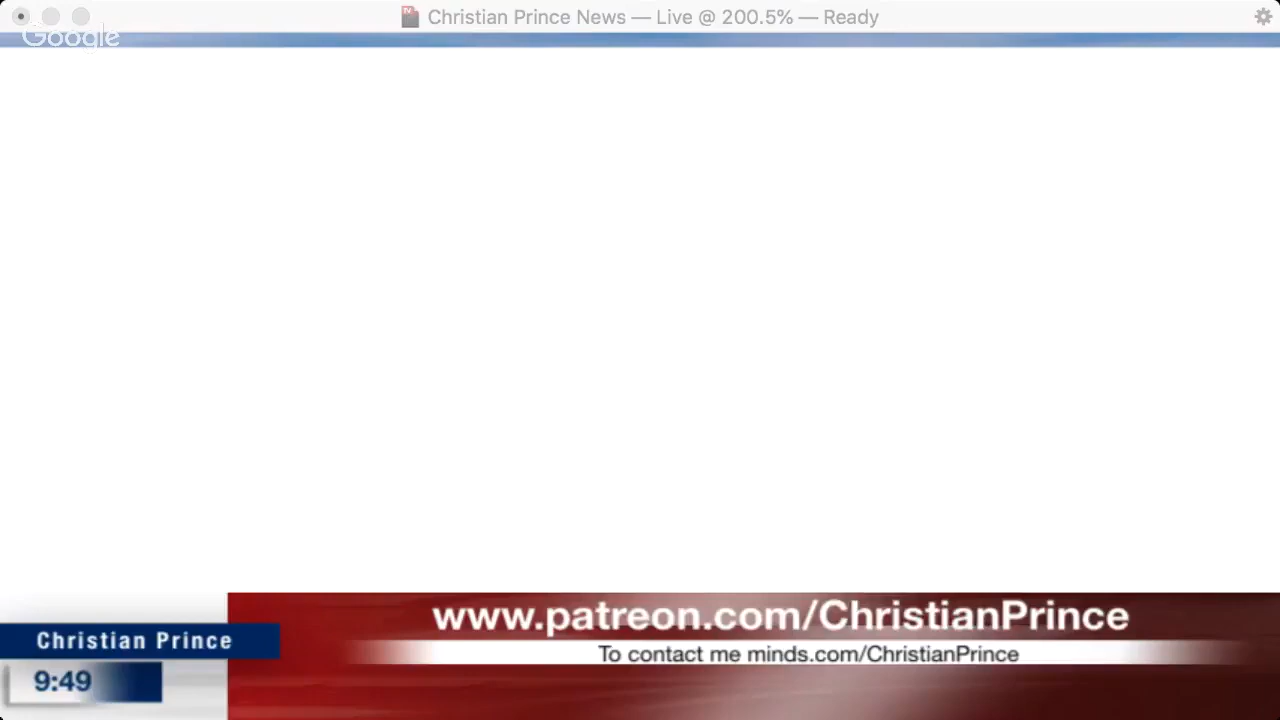 Christian Prince News — Live @ 200.5% — Ready
Google
www.patreon.com/ChristianPrince
To contact me minds.com/ChristianPrince
Christian Prince
9:49